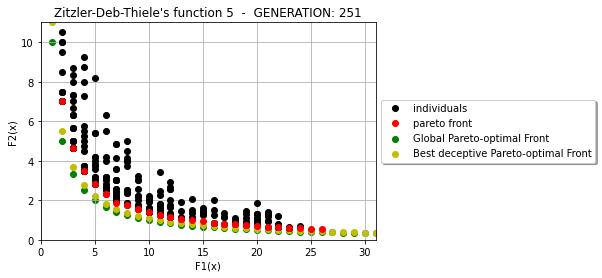 Zitzler-Deb-Thiele's function 5 - GENERATION: 251
10
8
6
4
2
0
F2(x)
0 5 10 15 20 25 30
F1(x)
individuals
pareto front
Global Pareto-optimal Front
Best deceptive Pareto-optimal Front